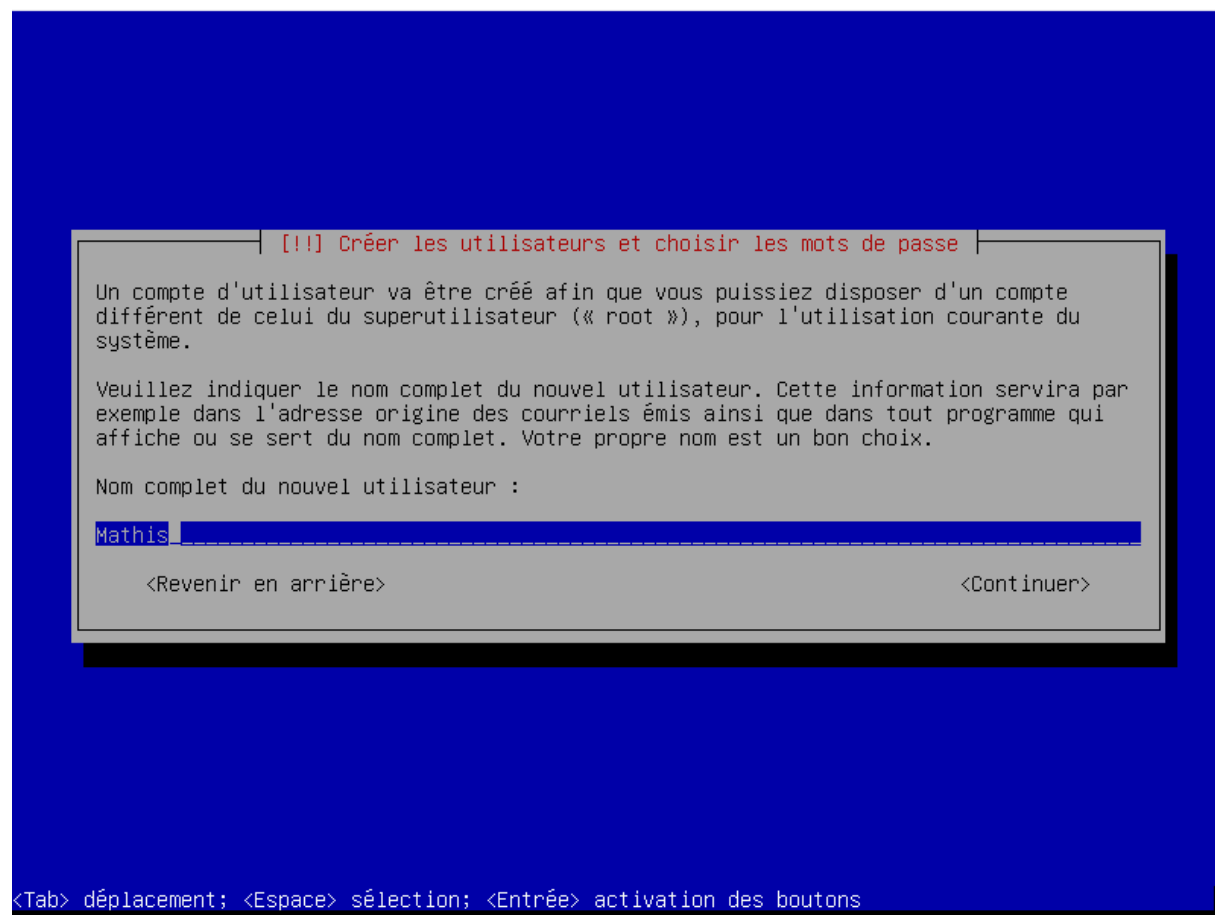 [!!] Créer les utilisateurs et choisir les mots de passe
Un compte d'utilisateur va être créé afin que vous puissiez disposer d'un compte
différent de celui du superutilisateur (« root »), pour l'utilisation courante du
système.
Veuillez indiquer le nom complet du nouvel utilisateur. Cette information servira par
exemple dans l'adresse origine des courriels émis ainsi que dans tout programme qui
affiche ou se sert du nom complet. Votre propre nom est un bon choix.
Nom complet du nouvel utilisateur :
Mathis
<Revenir en arrière> <Continuer>
<Tab> déplacement; <Espace> sélection; <Entrée> activation des boutons